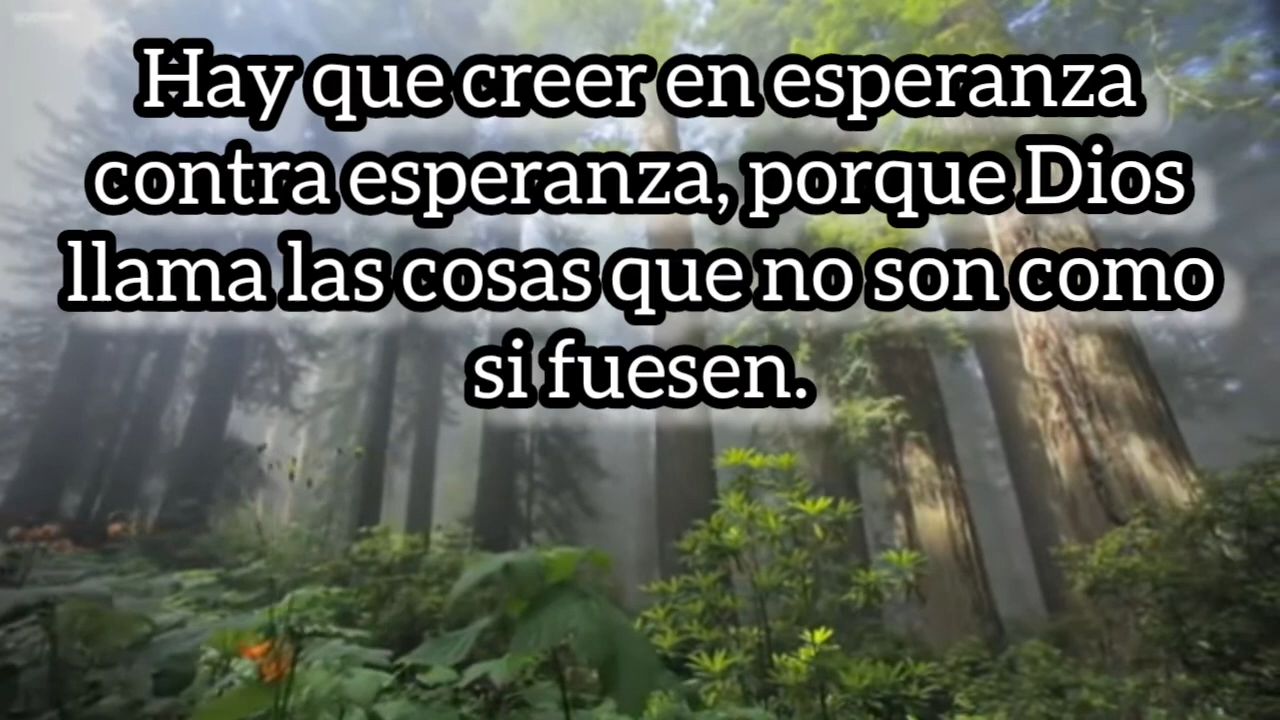 Hay que creer en esperanza
contra esperanza, porque Dios
llama las cosas que no son como
si fuesen.